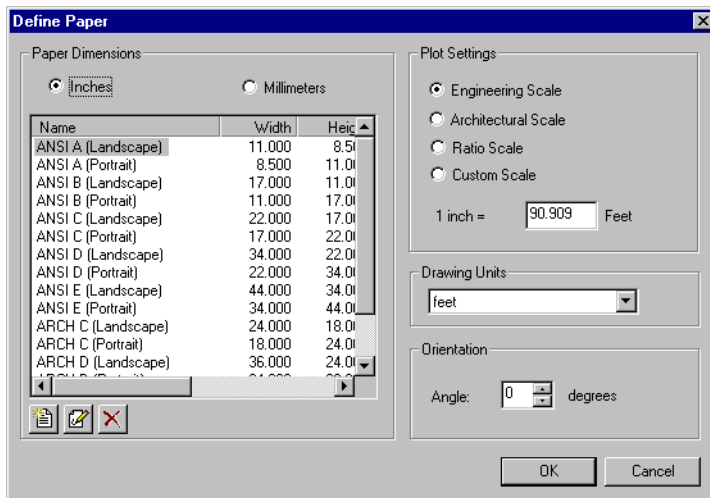 Define Paper
Paper Dimensions
Inches
Millimeters
Name Width
ANSI A (Landscape) 11.000
ANSI A (Portrait) 8.500
ANSI B (Landscape) 17.000
ANSI B (Portrait) 11.000
ANSI C (Landscape) 22.000
ANSI C (Portrait) 17.000
ANSI D (Landscape) 34.000
ANSI D (Portrait) 22.000
ANSI E (Landscape) 44.000
ANSI E (Portrait) 34.000
ARCH C (Landscape) 24.000
ARCH C (Portrait) 18.000
ARCH D (Landscape) 36.000
Plot Settings
Engineering Scale
Architectural Scale
Ratio Scale
Custom Scale
1 inch = 90.909 Feet
Drawing Units
feet
Orientation
Angle: 0 degrees
OK
Cancel